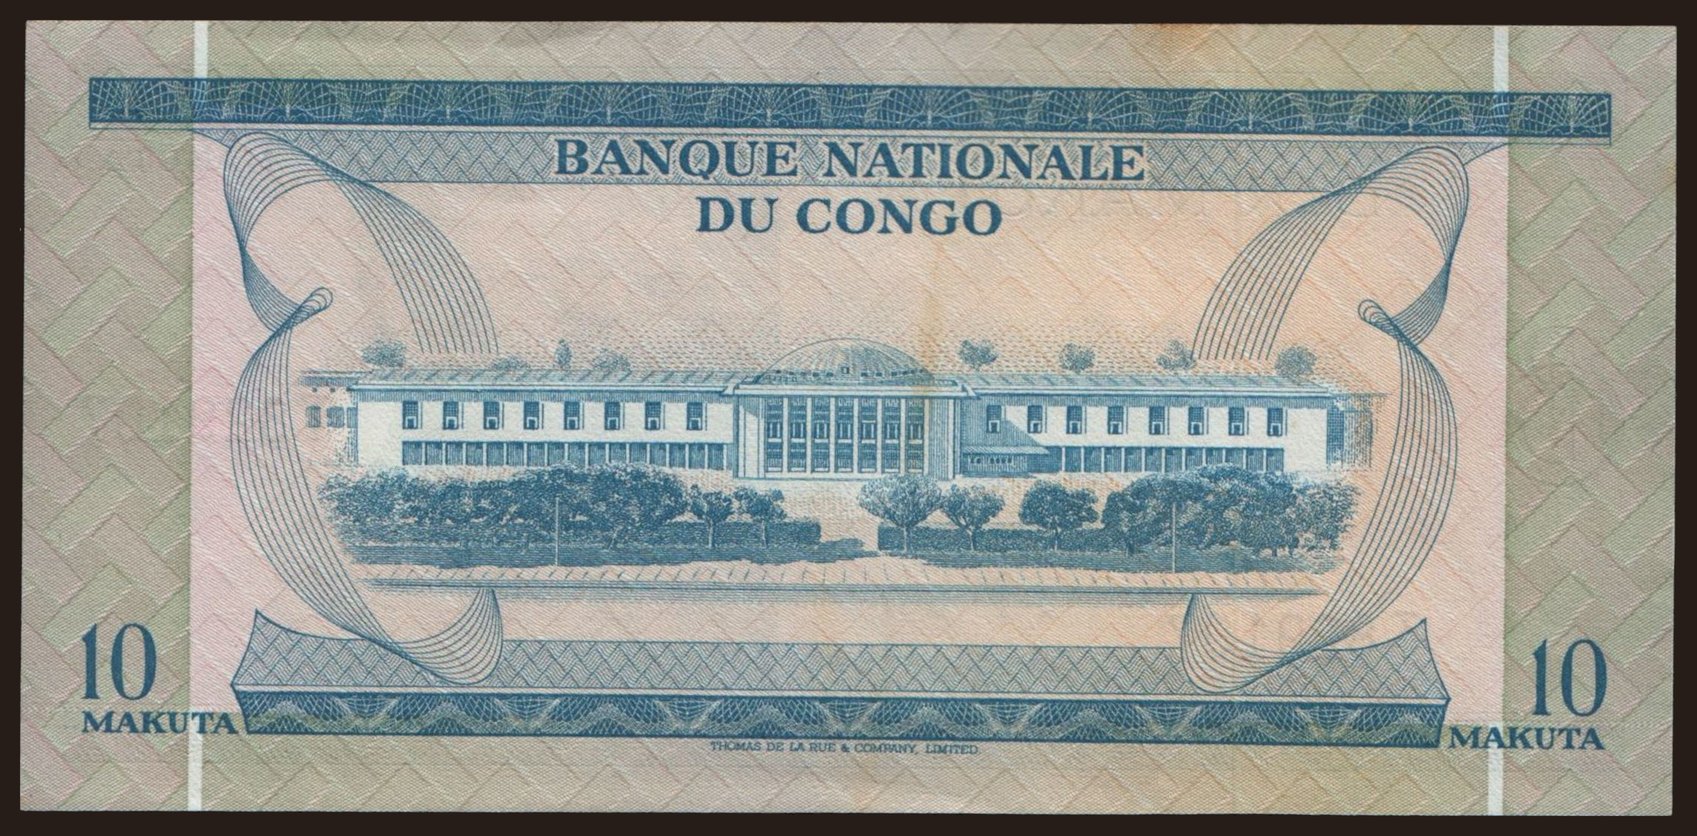 BANQUE NATIONALE
DU CONGO
10
MAKUTA
10
MAKUTA
THOMAS DE LA RUE & COMPANY, LIMITED.